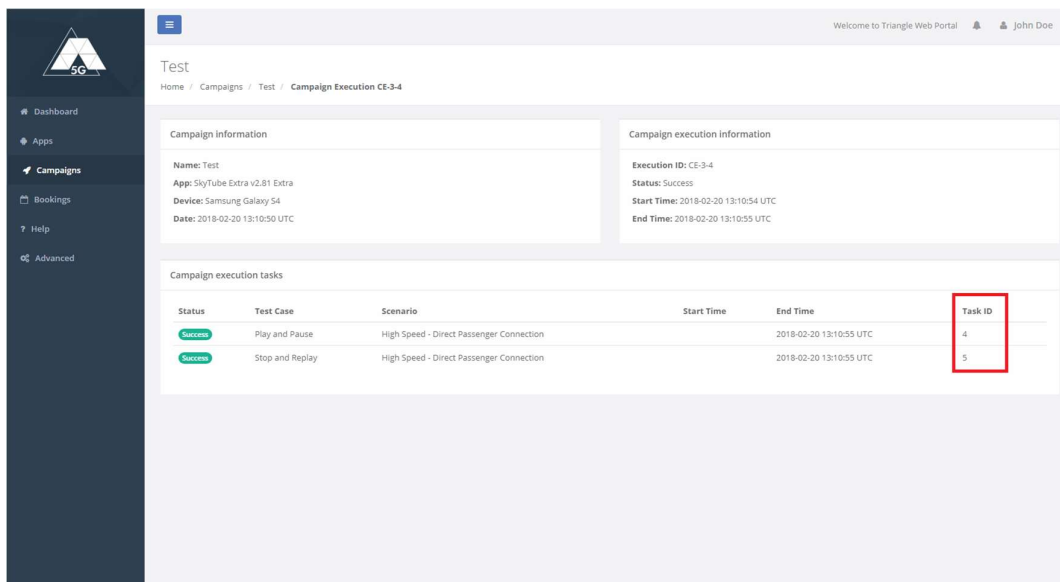 Welcome to Triangle Web Portal John Doe
5G
Test
Home / Campaigns / Test / Campaign Execution CE-3-4
Dashboard
Apps
Campaigns
Bookings
? Help
Advanced
Campaign information
Name: Test
App: SkyTube Extra v2.81 Extra
Device: Samsung Galaxy S4
Date: 2018-02-20 13:10:50 UTC
Campaign execution information
Execution ID: CE-3-4
Status: Success
Start Time: 2018-02-20 13:10:54 UTC
End Time: 2018-02-20 13:10:55 UTC
Campaign execution tasks
Status Test Case Scenario Start Time End Time Task ID
Success Play and Pause High Speed - Direct Passenger Connection 2018-02-20 13:10:55 UTC 4
Success Stop and Replay High Speed - Direct Passenger Connection 2018-02-20 13:10:55 UTC 5